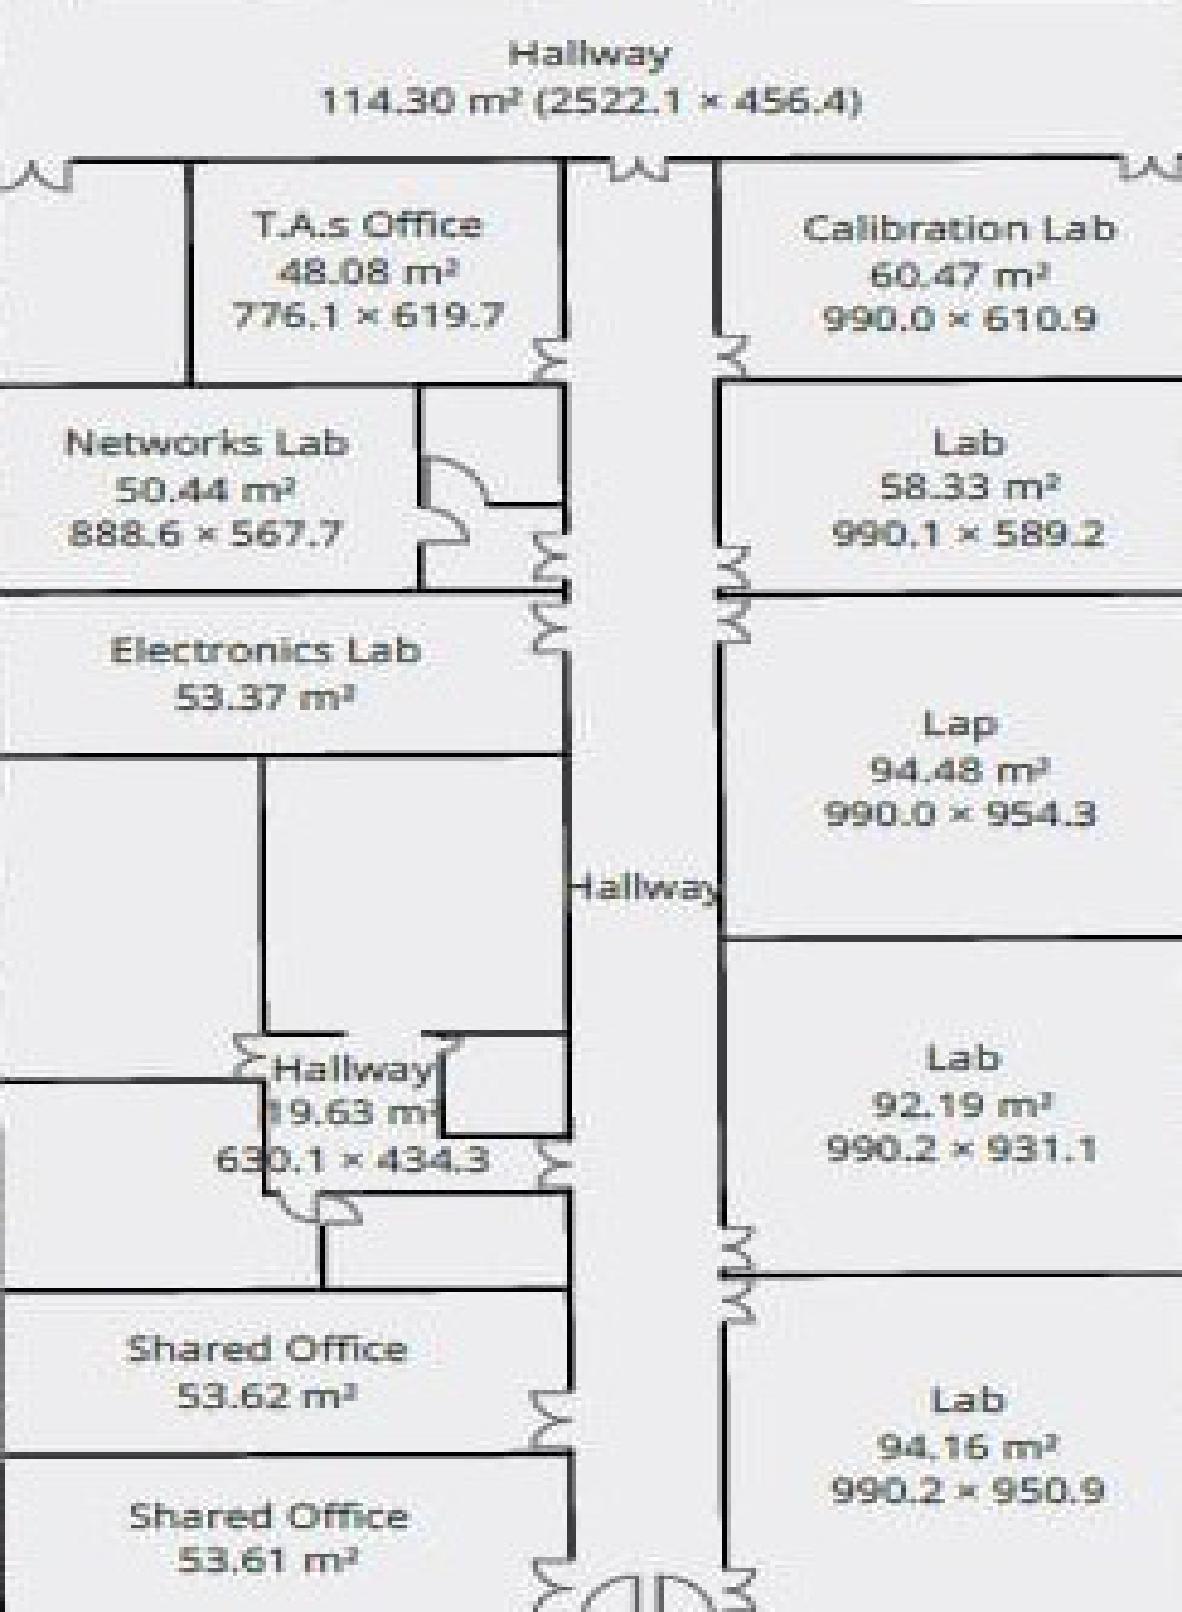 Hallway
114.30 m² (2522.1 × 456.4)
T.A.s Office
48.08 m²
776.1 × 619.7
Calibration Lab
60.47 m²
990.0 × 610.9
Networks Lab
50.44 m²
888.6 × 567.7
Lab
58.33 m²
990.1 × 589.2
Electronics Lab
53.37 m²
Lap
94.48 m²
990.0 × 954.3
Hallway
Hallway
19.63 m²
630.1 × 434.3
Lab
92.19 m²
990.2 × 931.1
Shared Office
53.62 m²
Lab
94.16 m²
990.2 × 950.9
Shared Office
53.61 m²